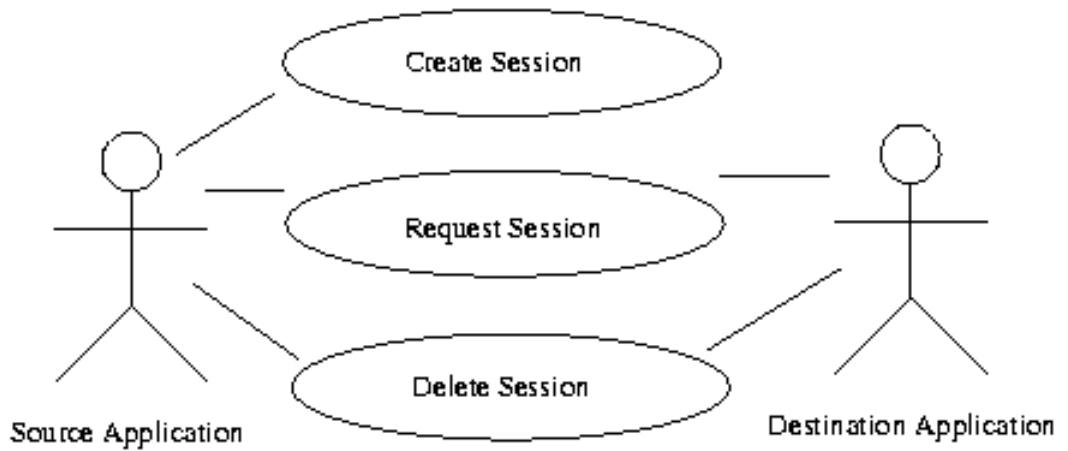 Create Session
Request Session
Delete Session
Source Application
Destination Application